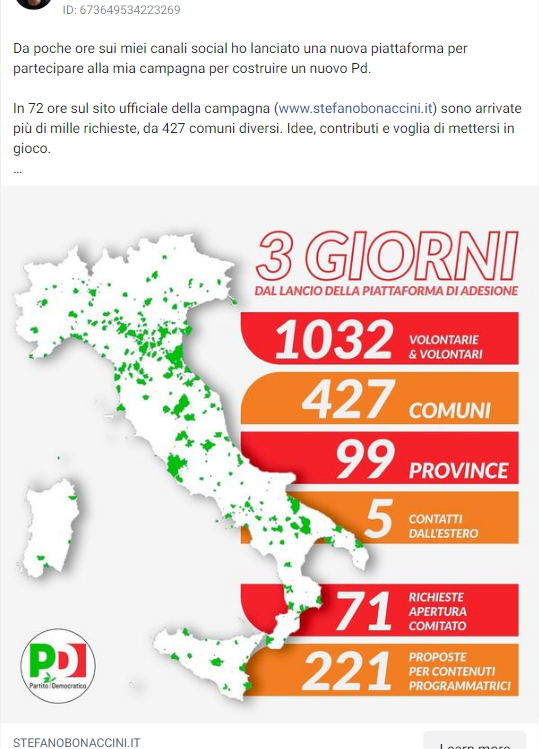 ID: 673649534223269
Da poche ore sui miei canali social ho lanciato una nuova piattaforma per
partecipare alla mia campagna per costruire un nuovo Pd.
In 72 ore sul sito ufficiale della campagna (www.stefanobonaccini.it) sono arrivate
più di mille richieste, da 427 comuni diversi. Idee, contributi e voglia di mettersi in
gioco.
...
3 GIORNI
DAL LANCIO DELLA PIATTAFORMA DI ADESIONE
1032 VOLONTARIE
& VOLONTARI
427 COMUNI
99 PROVINCE
5 CONTATTI
DALL'ESTERO
71 RICHIESTE
APERTURA
COMITATO
221 PROPOSTE
PER CONTENUTI
PROGRAMMATRICI
PD
Partito Democratico
STEFANOBONACCINI.IT
Learn more